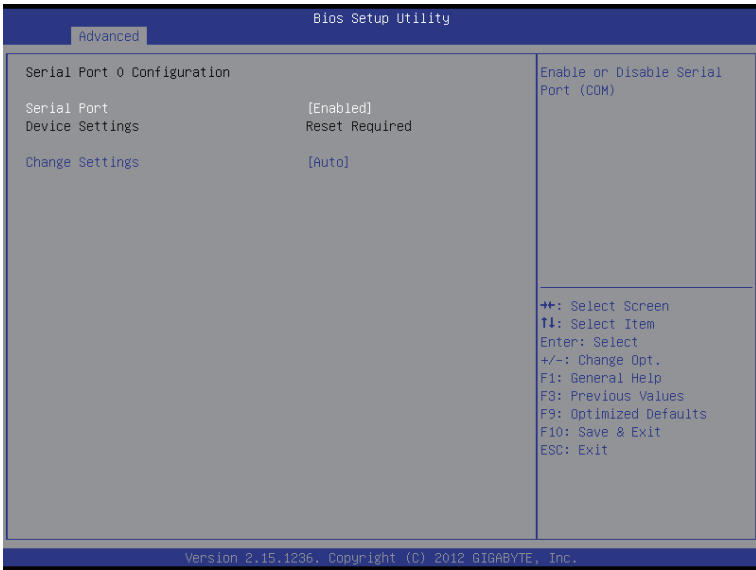 Bios Setup Utility
Advanced
Serial Port 0 Configuration
Serial Port [Enabled]
Device Settings Reset Required
Change Settings [Auto]
Enable or Disable Serial
Port (COM)
→←: Select Screen
↑↓: Select Item
Enter: Select
+/-: Change Opt.
F1: General Help
F3: Previous Values
F9: Optimized Defaults
F10: Save & Exit
ESC: Exit
Version 2.15.1236. Copyright (C) 2012 GIGABYTE, Inc.